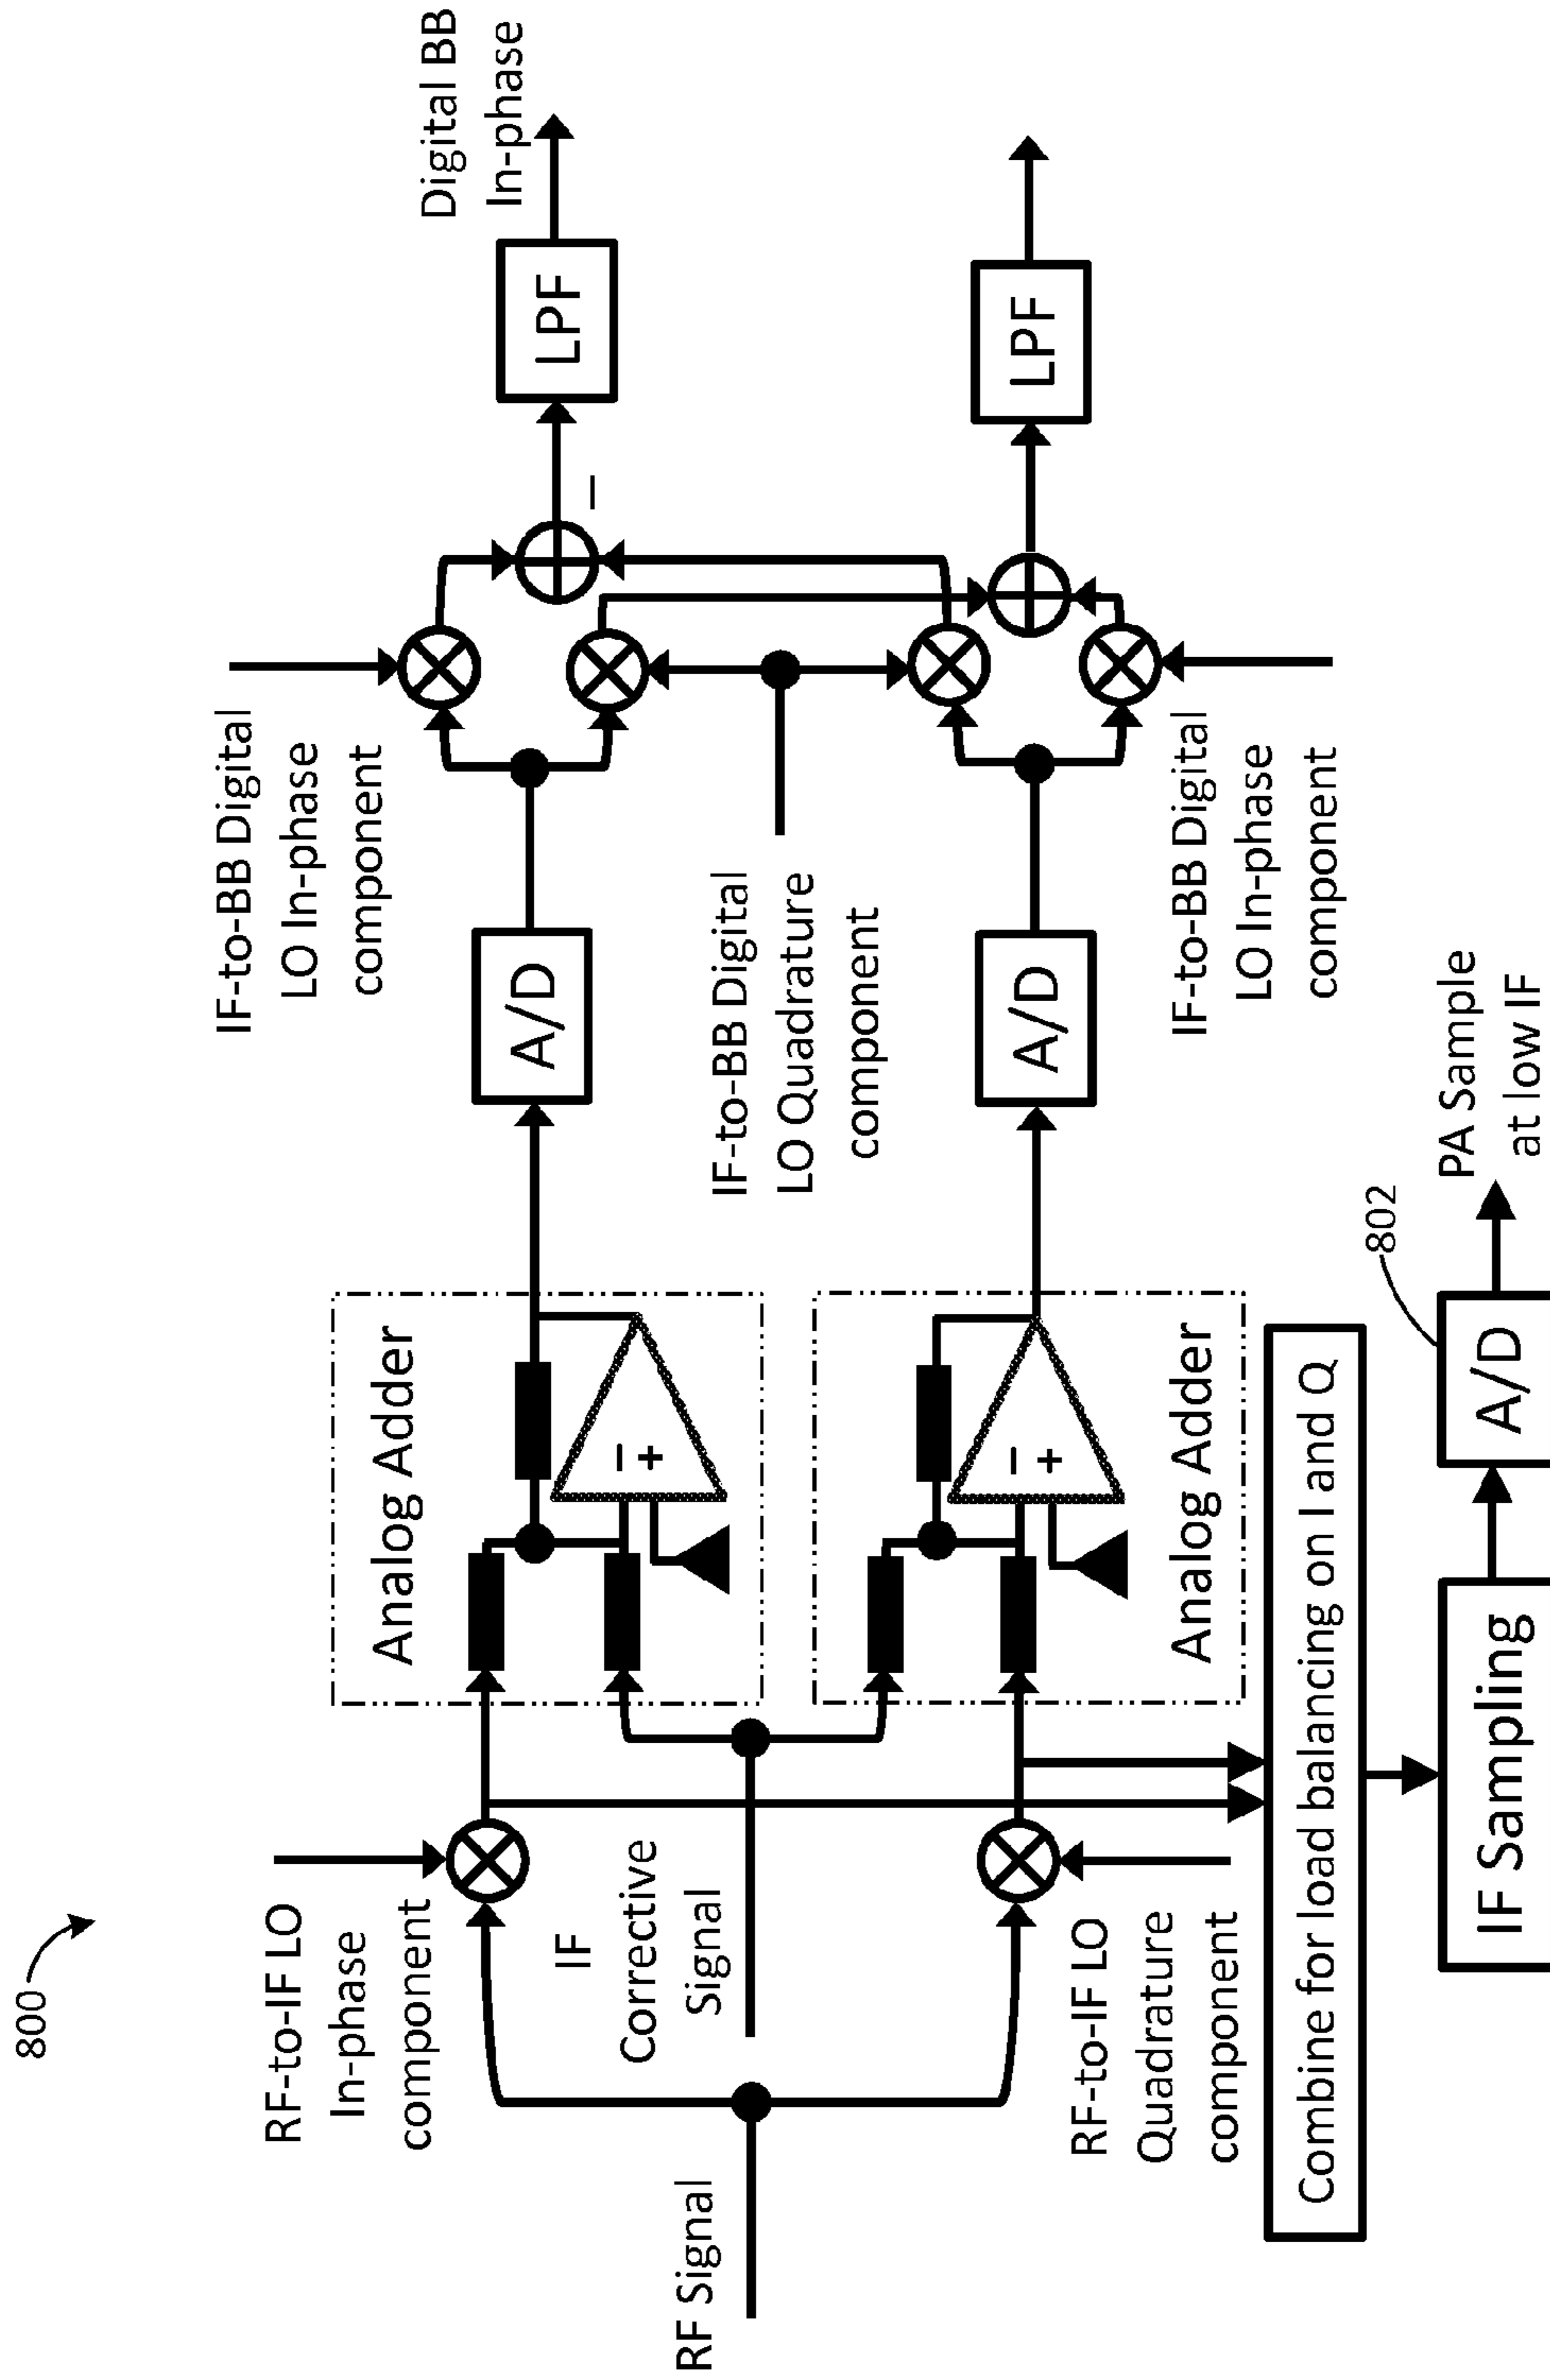 800
RF Signal
RF-to-IF LO
In-phase
component
IF
Corrective
Signal
RF-to-IF LO
Quadrature
component
Analog Adder
−
+
Analog Adder
−
+
A/D
A/D
IF-to-BB Digital
LO In-phase
component
IF-to-BB Digital
LO Quadrature
component
IF-to-BB Digital
LO In-phase
component
−
LPF
LPF
Digital BB
In-phase
Combine for load balancing on I and Q
IF Sampling
A/D
802
PA Sample
at low IF